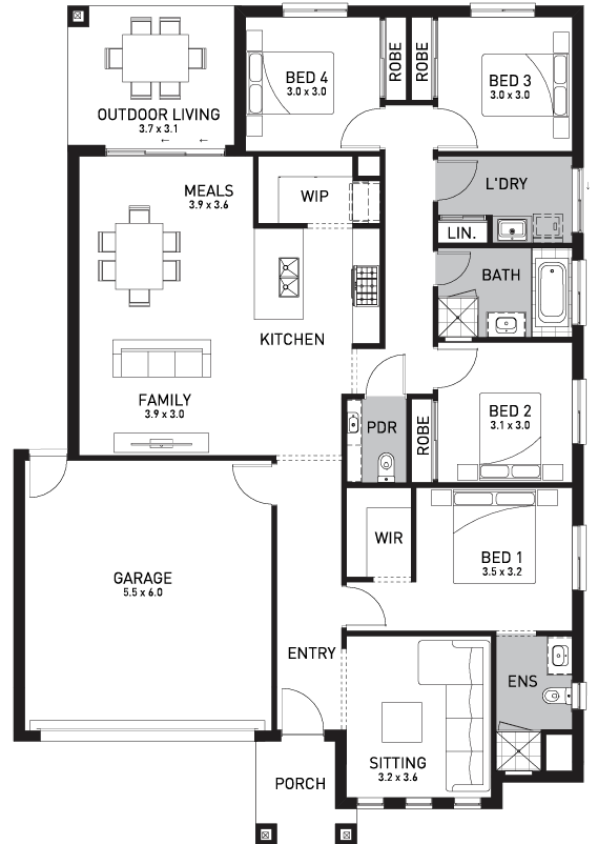 BED 4
3.0 x 3.0
ROBE
ROBE
BED 3
3.0 x 3.0
OUTDOOR LIVING
3.7 x 3.1
MEALS
3.9 x 3.6
WIP
L'DRY
LIN.
BATH
KITCHEN
FAMILY
3.9 x 3.0
PDR
ROBE
BED 2
3.1 x 3.0
WIR
BED 1
3.5 x 3.2
GARAGE
5.5 x 6.0
ENTRY
ENS
SITTING
3.2 x 3.6
PORCH